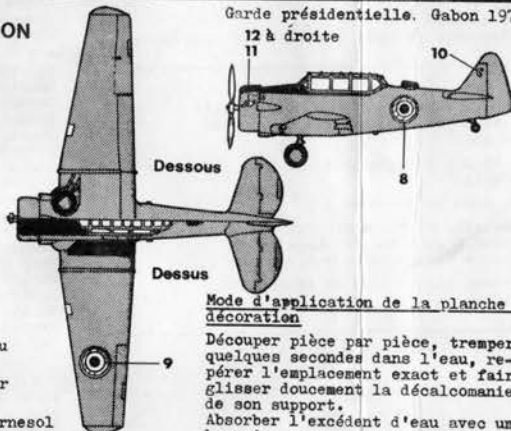 ON
Garde présidentielle. Gabon 197
12 à droite
11
10
8
Dessous
Dessus
9
Mode d'application de la planche
décoration
Découper pièce par pièce, tremper
quelques secondes dans l'eau, re-
pérer l'emplacement exact et fair
glisser doucement la décalcomanie
de son support.
Absorber l'excédent d'eau avec un
u
r
rnesol